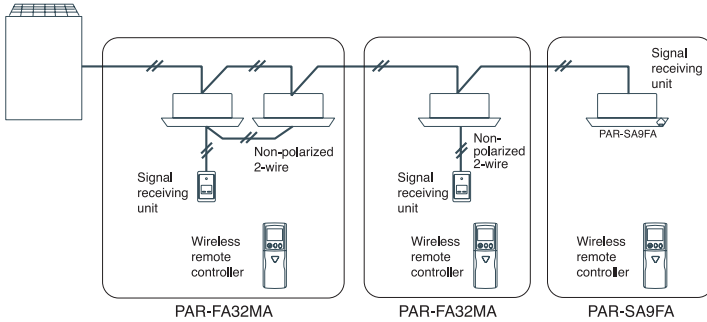 Non-polarized
2-wire
Signal
receiving
unit
Wireless
remote
controller
PAR-FA32MA
Non-
polarized
2-wire
Signal
receiving
unit
Wireless
remote
controller
PAR-FA32MA
Signal
receiving
unit
PAR-SA9FA
Wireless
remote
controller
PAR-SA9FA